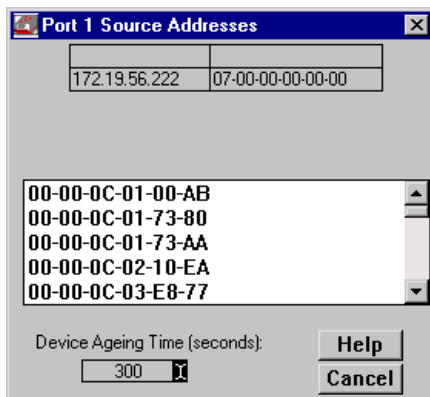 Port 1 Source Addresses
172.19.56.222 07-00-00-00-00-00
00-00-0C-01-00-AB
00-00-0C-01-73-80
00-00-0C-01-73-AA
00-00-0C-02-10-EA
00-00-0C-03-E8-77
Device Ageing Time (seconds):
300
Help
Cancel